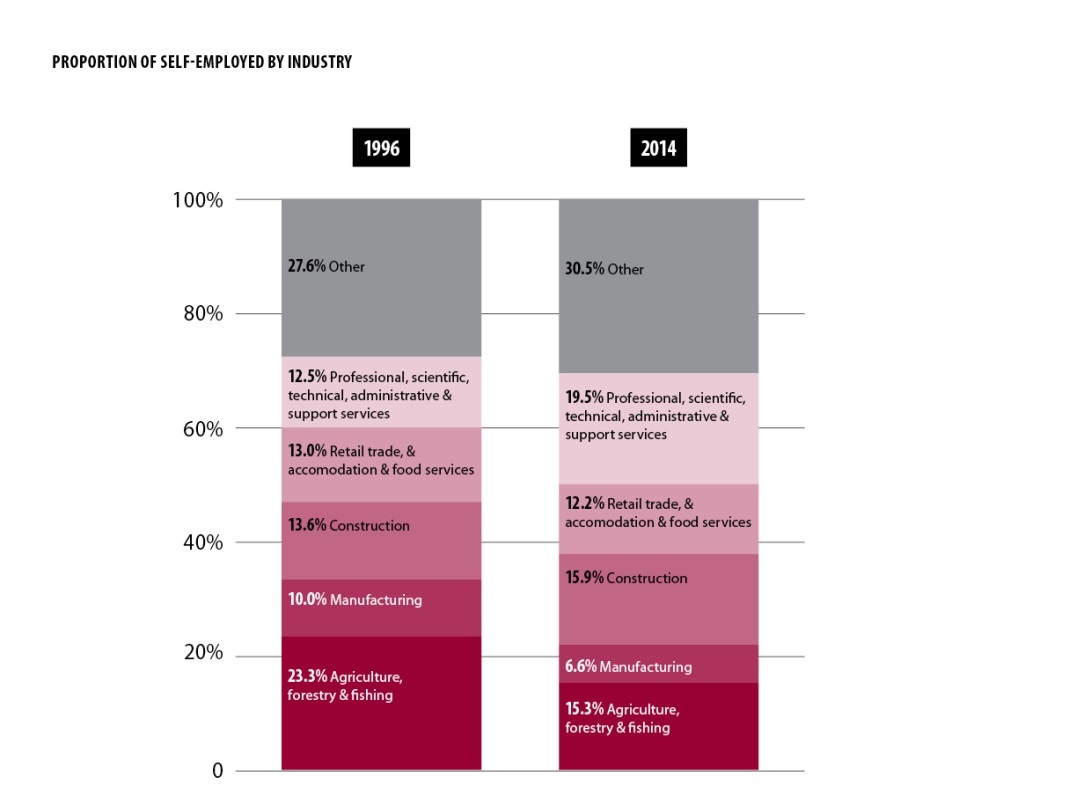 PROPORTION OF SELF-EMPLOYED BY INDUSTRY
1996
2014
100%
80%
60%
40%
20%
0
27.6% Other
12.5% Professional, scientific,
technical, administrative &
support services
13.0% Retail trade, &
accomodation & food services
13.6% Construction
10.0% Manufacturing
23.3% Agriculture,
forestry & fishing
30.5% Other
19.5% Professional, scientific,
technical, administrative &
support services
12.2% Retail trade, &
accomodation & food services
15.9% Construction
6.6% Manufacturing
15.3% Agriculture,
forestry & fishing